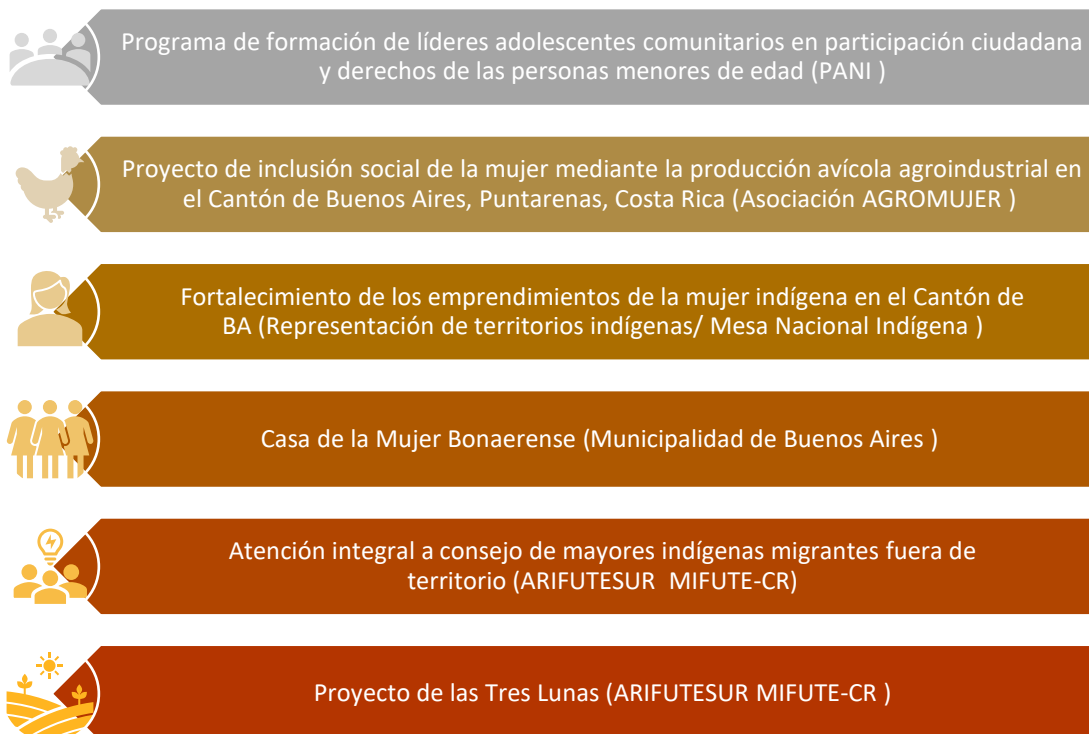 Programa de formación de líderes adolescentes comunitarios en participación ciudadana
y derechos de las personas menores de edad (PANI )
Proyecto de inclusión social de la mujer mediante la producción avícola agroindustrial en
el Cantón de Buenos Aires, Puntarenas, Costa Rica (Asociación AGROMUJER )
Fortalecimiento de los emprendimientos de la mujer indígena en el Cantón de
BA (Representación de territorios indígenas/ Mesa Nacional Indígena )
Casa de la Mujer Bonaerense (Municipalidad de Buenos Aires )
Atención integral a consejo de mayores indígenas migrantes fuera de
territorio (ARIFUTESUR MIFUTE-CR)
Proyecto de las Tres Lunas (ARIFUTESUR MIFUTE-CR )